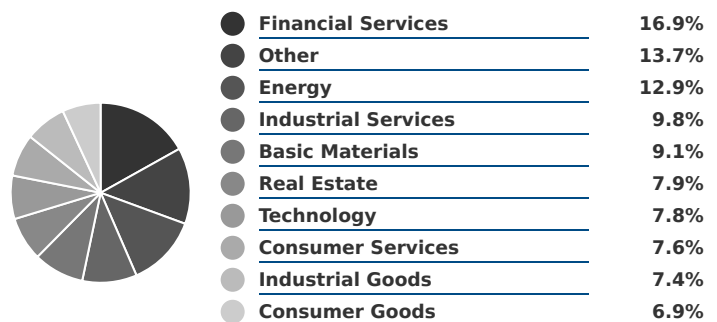 Financial Services 16.9%
Other 13.7%
Energy 12.9%
Industrial Services 9.8%
Basic Materials 9.1%
Real Estate 7.9%
Technology 7.8%
Consumer Services 7.6%
Industrial Goods 7.4%
Consumer Goods 6.9%